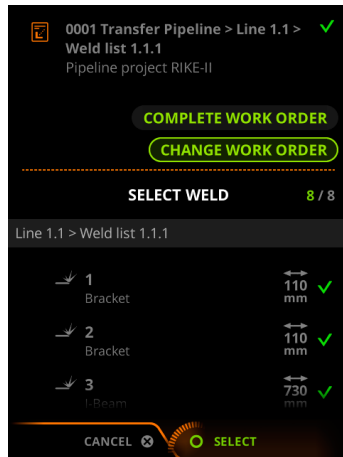 0001 Transfer Pipeline > Line 1.1 >
Weld list 1.1.1
Pipeline project RIKE-II
COMPLETE WORK ORDER
CHANGE WORK ORDER
SELECT WELD 8 / 8
Line 1.1 > Weld list 1.1.1
1 110
Bracket mm
2 110
Bracket mm
3 730
I-Beam mm
CANCEL SELECT